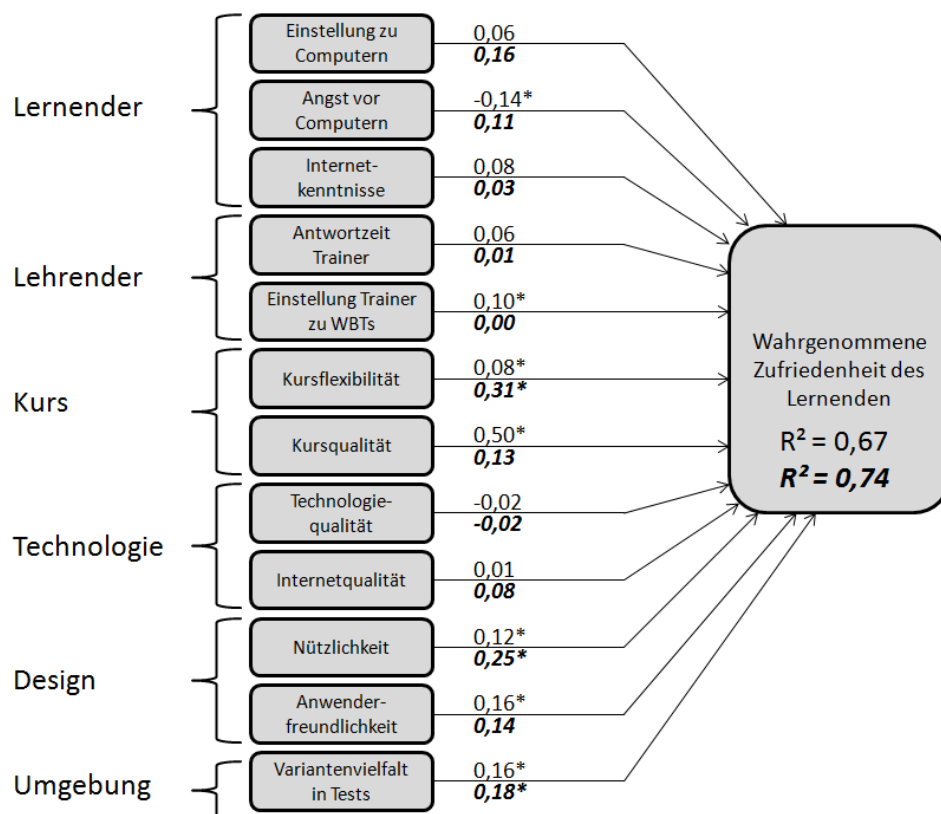 Lernender
Einstellung zu
Computern
0,06
0,16
Angst vor
Computern
-0,14*
0,11
Internet-
kenntnisse
0,08
0,03
Lehrender
Antwortzeit
Trainer
0,06
0,01
Einstellung Trainer
zu WBTs
0,10*
0,00
Kurs
Kursflexibilität
0,08*
0,31*
Kursqualität
0,50*
0,13
Technologie
Technologie-
qualität
-0,02
-0,02
Internetqualität
0,01
0,08
Design
Nützlichkeit
0,12*
0,25*
Anwender-
freundlichkeit
0,16*
0,14
Umgebung
Variantenvielfalt
in Tests
0,16*
0,18*
Wahrgenommene
Zufriedenheit des
Lernenden
R² = 0,67
R² = 0,74